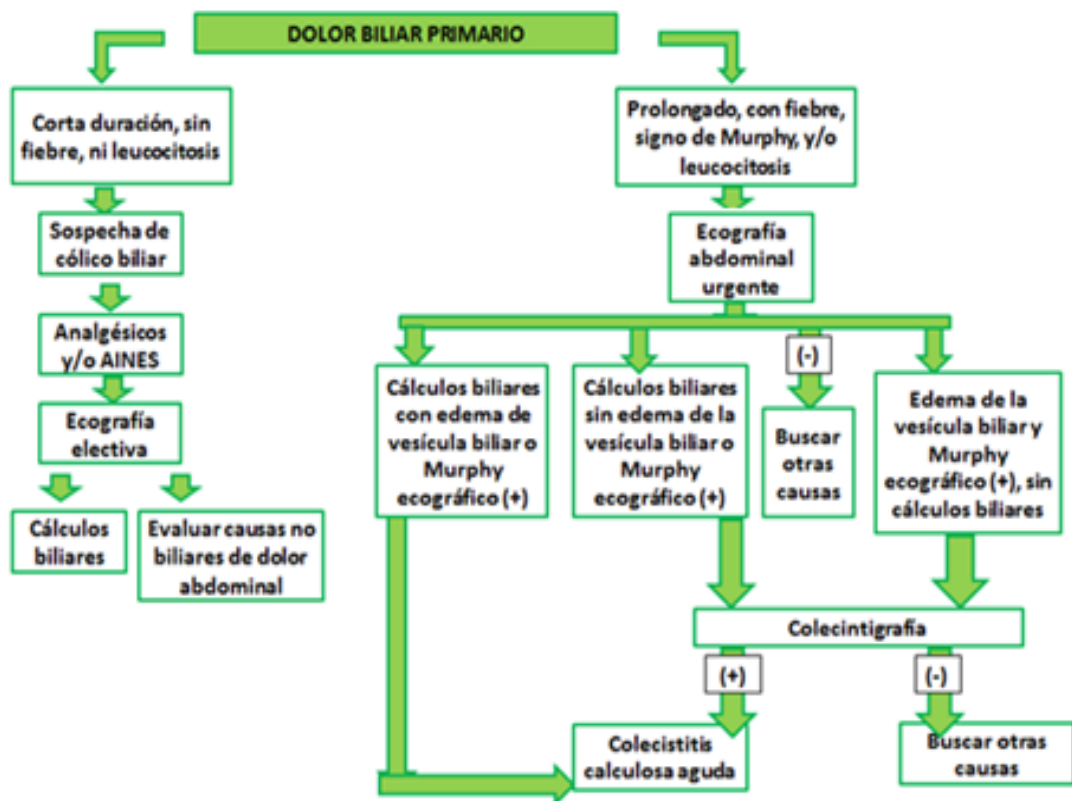 DOLOR BILIAR PRIMARIO
Corta duración, sin
fiebre, ni leucocitosis
Sospecha de
cólico biliar
Analgésicos
y/o AINES
Ecografía
electiva
Cálculos
biliares
Evaluar causas no
biliares de dolor
abdominal
Prolongado, con fiebre,
signo de Murphy, y/o
leucocitosis
Ecografía
abdominal
urgente
Cálculos biliares
con edema de
vesícula biliar o
Murphy
ecográfico (+)
Cálculos biliares
sin edema de la
vesícula biliar o
Murphy
ecográfico (+)
(-)
Buscar
otras
causas
Edema de la
vesícula biliar y
Murphy
ecográfico (+), sin
cálculos biliares
Colecintigrafía
(+)
(-)
Colecistitis
calculosa aguda
Buscar otras
causas